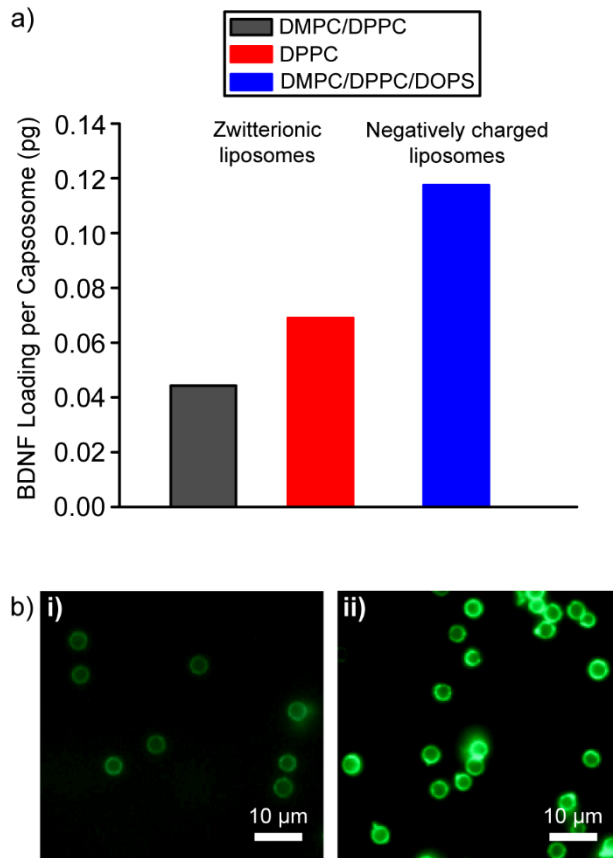 a)
DMPC/DPPC
DPPC
DMPC/DPPC/DOPS
BDNF Loading per Capsosome (pg)
0.14
0.12
0.10
0.08
0.06
0.04
0.02
0.00
Zwitterionic
liposomes
Negatively charged
liposomes
b)
i)
10 µm
ii)
10 µm